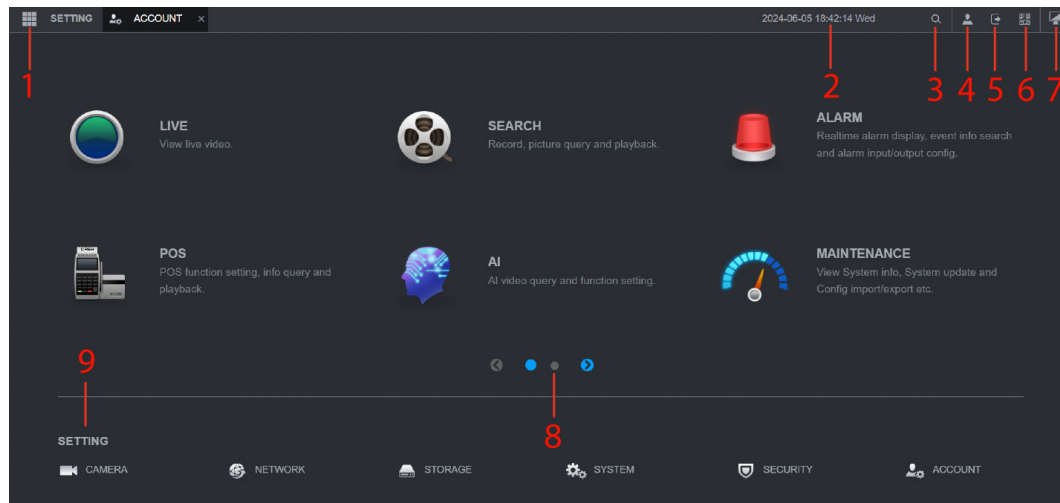 SETTING
ACCOUNT
2024-06-05 18:42:14 Wed
1
2
3
4
5
6
7
LIVE
View live video.
SEARCH
Record, picture query and playback.
ALARM
Realtime alarm display, event info search
and alarm input/output config.
POS
POS function setting, info query and
playback.
AI
AI video query and function setting.
MAINTENANCE
View System info, System update and
Config import/export etc.
9
8
SETTING
CAMERA
NETWORK
STORAGE
SYSTEM
SECURITY
ACCOUNT